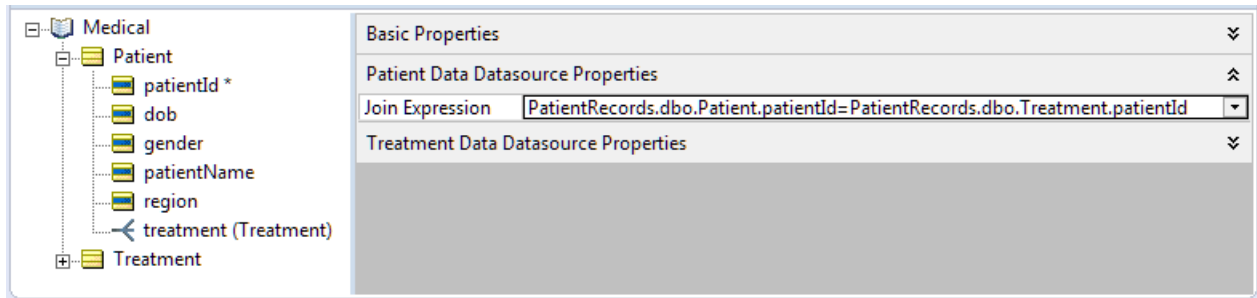 Medical
Patient
patientId *
dob
gender
patientName
region
treatment (Treatment)
Treatment
Basic Properties
Patient Data Datasource Properties
Join Expression PatientRecords.dbo.Patient.patientId=PatientRecords.dbo.Treatment.patientId
Treatment Data Datasource Properties